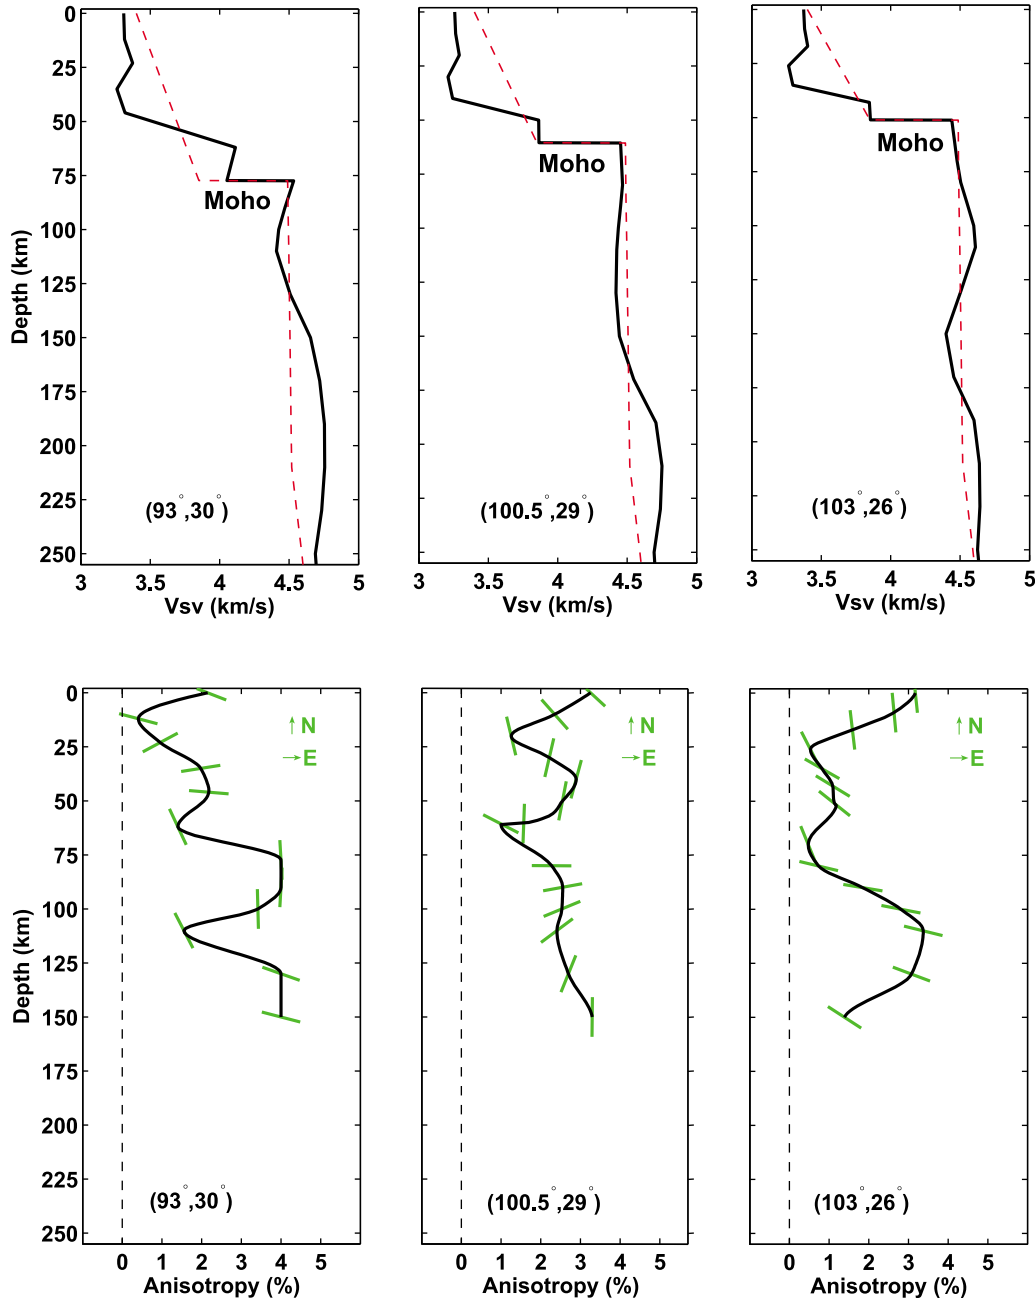 0
25
50
75
100
125
150
175
200
225
250
Depth (km)
Moho
(93°,30°)
3 3.5 4 4.5 5
Vsv (km/s)
Moho
(100.5°,29°)
3 3.5 4 4.5 5
Vsv (km/s)
Moho
(103°,26°)
3 3.5 4 4.5 5
Vsv (km/s)
0
25
50
75
100
125
150
175
200
225
250
Depth (km)
↑N
→E
(93°,30°)
0 1 2 3 4 5
Anisotropy (%)
↑N
→E
(100.5°,29°)
0 1 2 3 4 5
Anisotropy (%)
↑N
→E
(103°,26°)
0 1 2 3 4 5
Anisotropy (%)